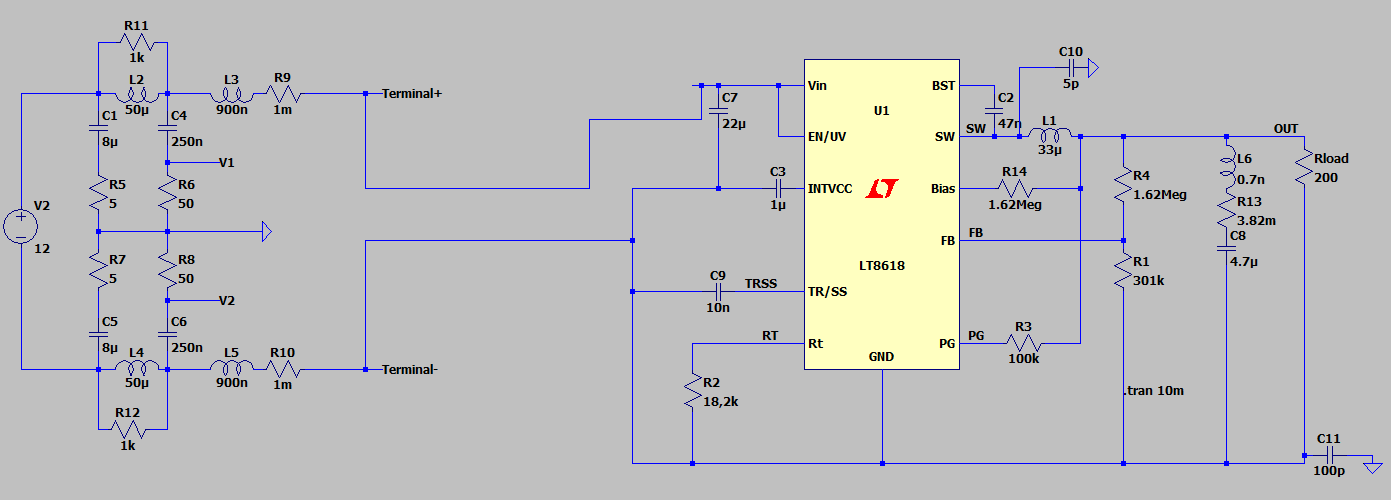 R11
1k
L2
50µ
L3
900n
R9
1m
Terminal+
C1
8µ
C4
250n
V1
R5
5
R6
50
V2
12
R7
5
R8
50
V2
C5
8µ
C6
250n
L4
50µ
L5
900n
R10
1m
Terminal-
R12
1k
C7
22µ
C3
1µ
C9
10n
TRSS
RT
R2
18,2k
Vin
EN/UV
INTVCC
TR/SS
Rt
U1
LT8618
GND
BST
SW
Bias
FB
PG
C10
5p
C2
47n
SW
L1
33µ
R14
1.62Meg
FB
PG
R3
100k
R4
1.62Meg
R1
301k
.tran 10m
L6
0.7n
R13
3.82m
C8
4.7µ
OUT
Rload
200
C11
100p